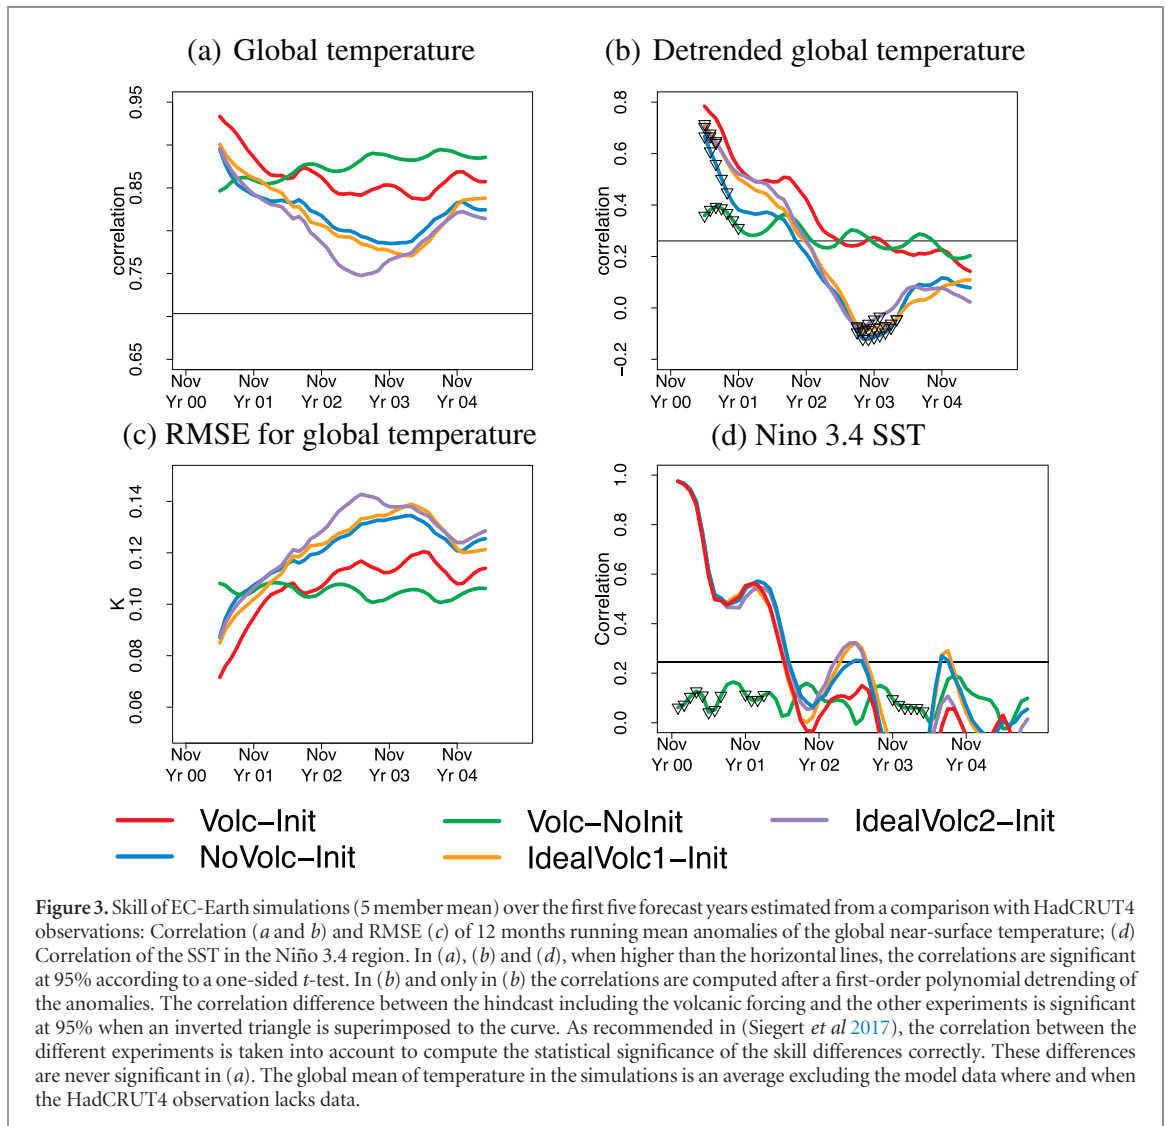 (a) Global temperature
(b) Detrended global temperature
correlation
0.65 0.75 0.85 0.95
Nov Nov Nov Nov Nov
Yr 00 Yr 01 Yr 02 Yr 03 Yr 04
correlation
−0.2 0.0 0.2 0.4 0.6 0.8
Nov Nov Nov Nov Nov
Yr 00 Yr 01 Yr 02 Yr 03 Yr 04
(c) RMSE for global temperature
(d) Nino 3.4 SST
K
0.06 0.08 0.10 0.12 0.14
Nov Nov Nov Nov Nov
Yr 00 Yr 01 Yr 02 Yr 03 Yr 04
Correlation
0.0 0.2 0.4 0.6 0.8 1.0
Nov Nov Nov Nov Nov
Yr 00 Yr 01 Yr 02 Yr 03 Yr 04
Volc−Init Volc−NoInit IdealVolc2−Init
NoVolc−Init IdealVolc1−Init
Figure 3. Skill of EC-Earth simulations (5 member mean) over the first five forecast years estimated from a comparison with HadCRUT4
observations: Correlation (a and b) and RMSE (c) of 12 months running mean anomalies of the global near-surface temperature; (d)
Correlation of the SST in the Niño 3.4 region. In (a), (b) and (d), when higher than the horizontal lines, the correlations are significant
at 95% according to a one-sided t-test. In (b) and only in (b) the correlations are computed after a first-order polynomial detrending of
the anomalies. The correlation difference between the hindcast including the volcanic forcing and the other experiments is significant
at 95% when an inverted triangle is superimposed to the curve. As recommended in (Siegert et al 2017), the correlation between the
different experiments is taken into account to compute the statistical significance of the skill differences correctly. These differences
are never significant in (a). The global mean of temperature in the simulations is an average excluding the model data where and when
the HadCRUT4 observation lacks data.